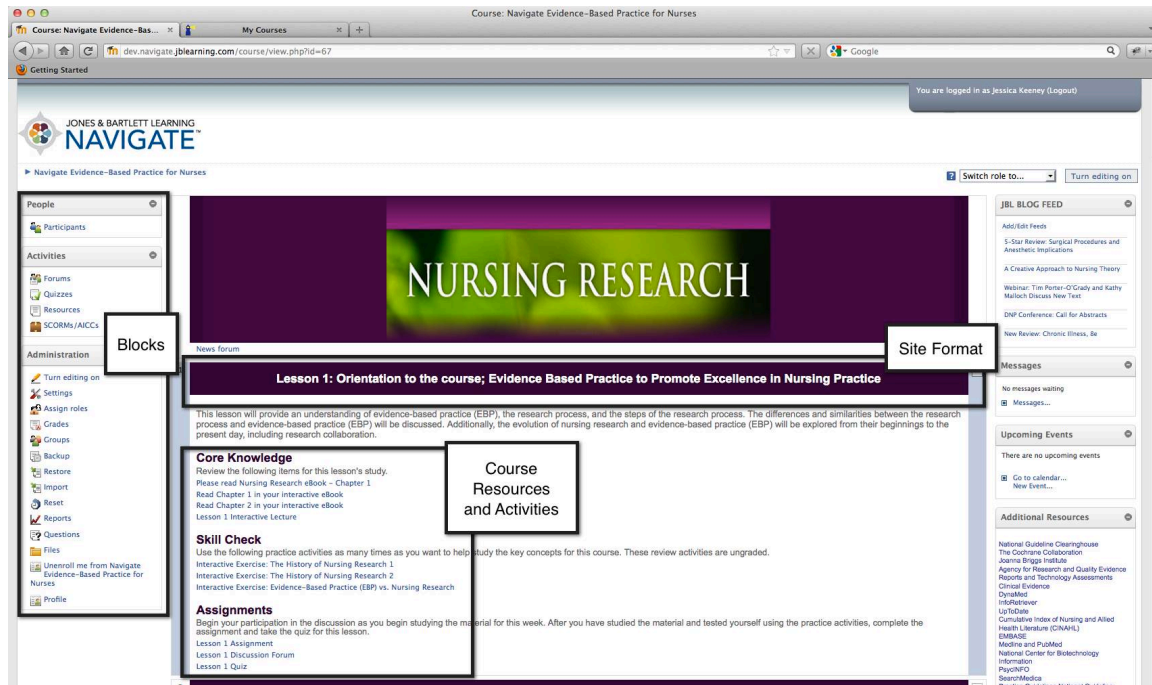 Course: Navigate Evidence-Based Practice for Nurses
Course: Navigate Evidence-Bas...
My Courses
dev.navigate.jblearning.com/course/view.php?id=67
Google
Getting Started
You are logged in as Jessica Keeney (Logout)
JONES & BARTLETT LEARNING
NAVIGATE™
Navigate Evidence-Based Practice for Nurses
Switch role to...
Turn editing on
People
Participants
Activities
Forums
Quizzes
Resources
SCORMs/AICCs
Administration
Turn editing on
Settings
Assign roles
Grades
Groups
Backup
Restore
Import
Reset
Reports
Questions
Files
Unenroll me from Navigate
Evidence-Based Practice for
Nurses
Profile
Blocks
NURSING RESEARCH
News forum
Site Format
Lesson 1: Orientation to the course; Evidence Based Practice to Promote Excellence in Nursing Practice
This lesson will provide an understanding of evidence-based practice (EBP), the research process, and the steps of the research process. The differences and similarities between the research
process and evidence-based practice (EBP) will be discussed. Additionally, the evolution of nursing research and evidence-based practice (EBP) will be explored from their beginnings to the
present day, including research collaboration.
Core Knowledge
Review the following items for this lesson's study.
Please read Nursing Research eBook - Chapter 1
Read Chapter 1 in your interactive eBook
Read Chapter 2 in your interactive eBook
Lesson 1 Interactive Lecture
Course
Resources
and Activities
Skill Check
Use the following practice activities as many times as you want to help study the key concepts for this course. These review activities are ungraded.
Interactive Exercise: The History of Nursing Research 1
Interactive Exercise: The History of Nursing Research 2
Interactive Exercise: Evidence-Based Practice (EBP) vs. Nursing Research
Assignments
Begin your participation in the discussion as you begin studying the material for this week. After you have studied the material and tested yourself using the practice activities, complete the
assignment and take the quiz for this lesson.
Lesson 1 Assignment
Lesson 1 Discussion Forum
Lesson 1 Quiz
JBL BLOG FEED
Add/Edit Feeds
5-Star Review: Surgical Procedures and
Anesthetic Implications
A Creative Approach to Nursing Theory
Webinar: Tim Porter-O'Grady and Kathy
Malloch Discuss New Text
DNP Conference: Call for Abstracts
New Review: Chronic Illness, 8e
Messages
No messages waiting
Messages...
Upcoming Events
There are no upcoming events
Go to calendar...
New Event...
Additional Resources
National Guideline Clearinghouse
The Cochrane Collaboration
Joanna Briggs Institute
Agency for Research and Quality Evidence
Reports and Technology Assessments
Clinical Evidence
DynaMed
InfoRetriever
UpToDate
Cumulative Index of Nursing and Allied
Health Literature (CINAHL)
EMBASE
Medline and PubMed
National Center for Biotechnology
Information
PsycINFO
SearchMedica